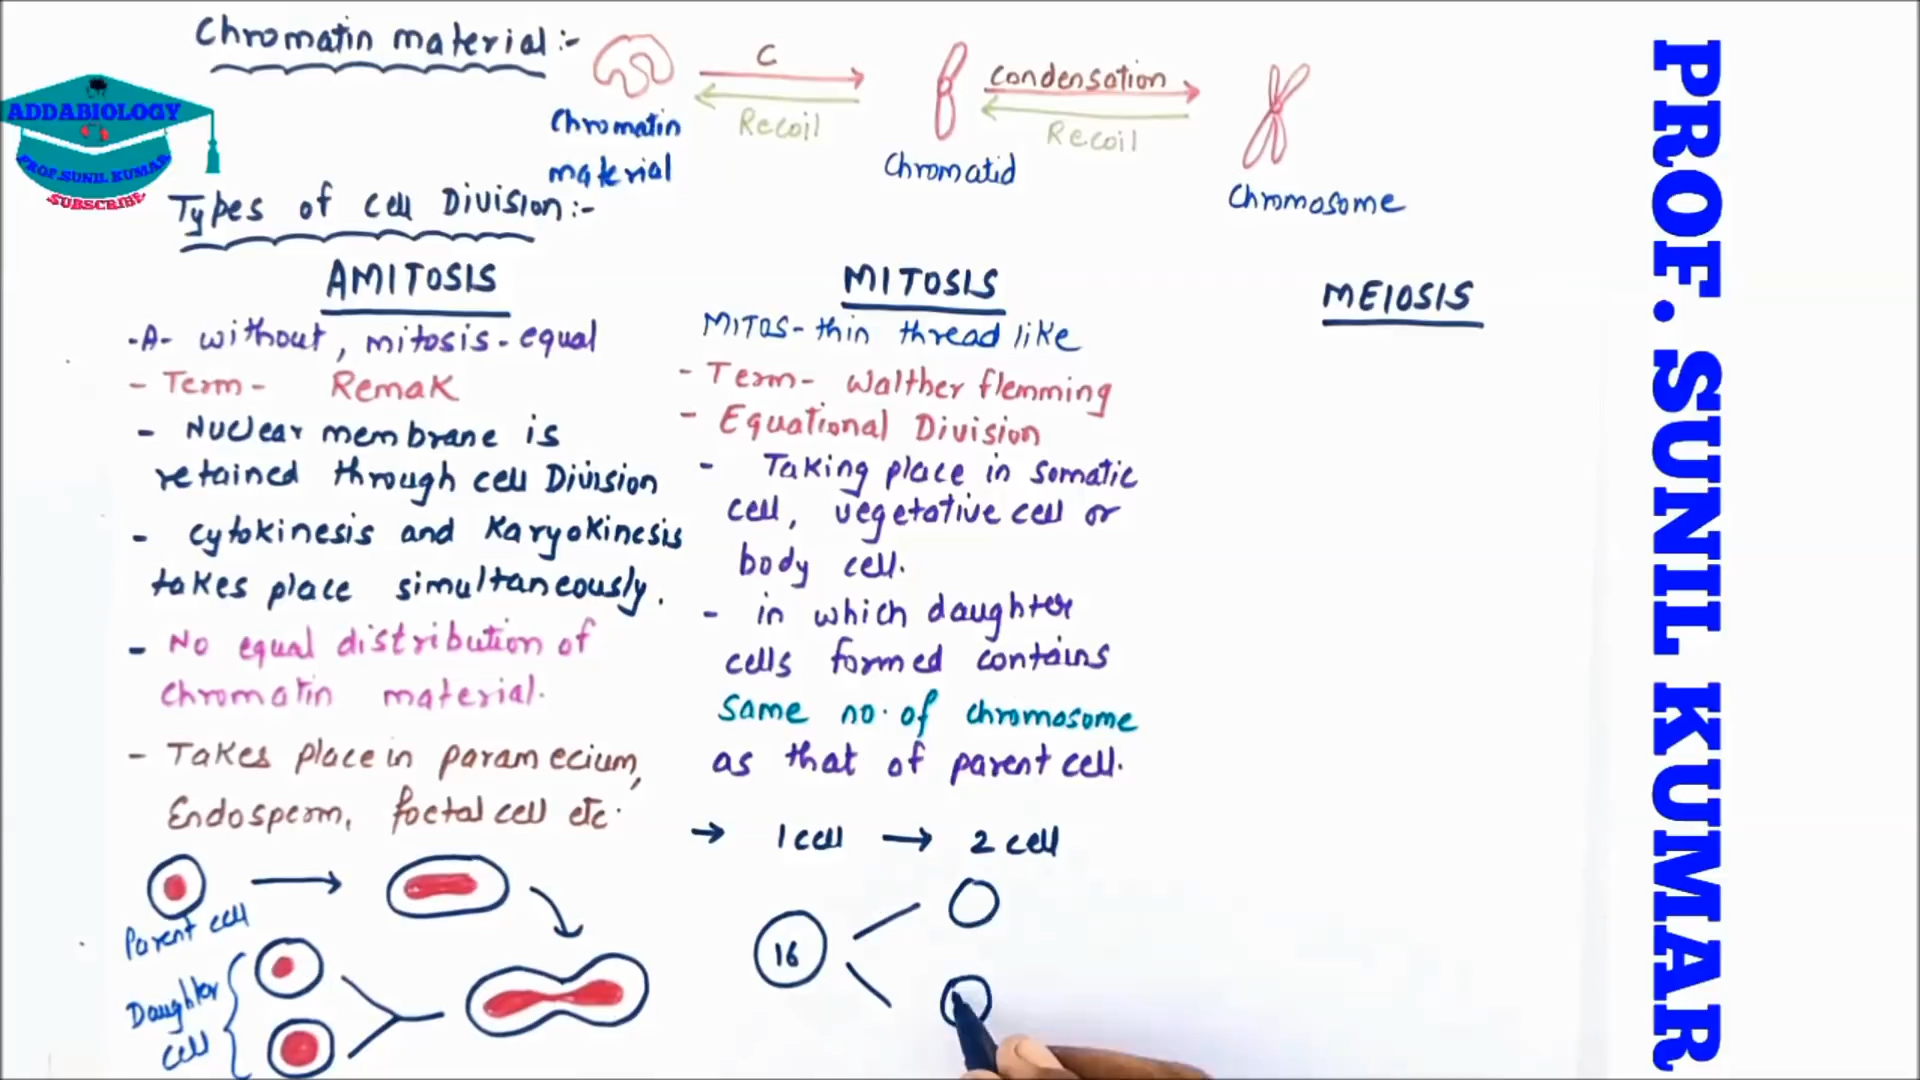 Chromatin material :-
C
Condensation
Recoil
Recoil
Chromatin
material
Chromatid
Chromosome
ADDABIOLOGY
PROF.SUNIL KUMAR
SUBSCRIBE
Types of cell Division:-
AMITOSIS
-A- without, mitosis-equal
- Term- Remak
- Nuclear membrane is
retained through cell Division
- cytokinesis and Karyokinesis
takes place simultaneously.
- No equal distribution of
chromatin material.
- Takes place in paramecium,
Endosperm, foetal cell etc.
Parent cell
Daughter
cell
MITOSIS
MITOS-thin thread like
- Term- Walther flemming
- Equational Division
- Taking place in somatic
cell, vegetative cell or
body cell.
- in which daughter
cells formed contains
Same no. of chromosome
as that of parent cell.
→ 1 cell → 2 cell
16
MEIOSIS
PROF. SUNIL KUMAR